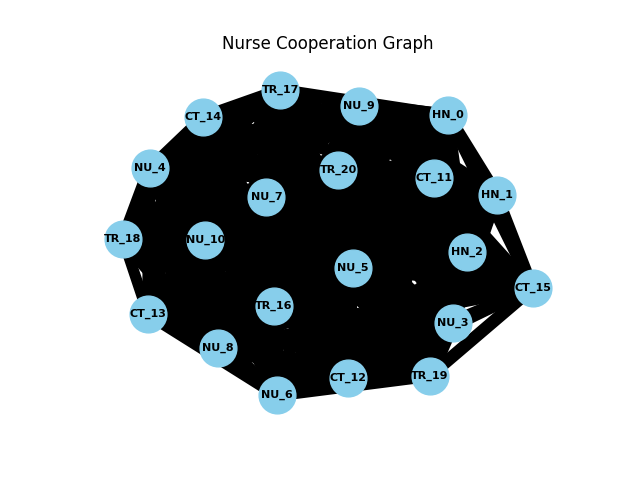 Nurse Cooperation Graph
TR_17
NU_9
CT_14
HN_0
NU_4
TR_20
CT_11
NU_7
HN_1
TR_18
NU_10
HN_2
NU_5
CT_15
TR_16
CT_13
NU_3
NU_8
TR_19
CT_12
NU_6